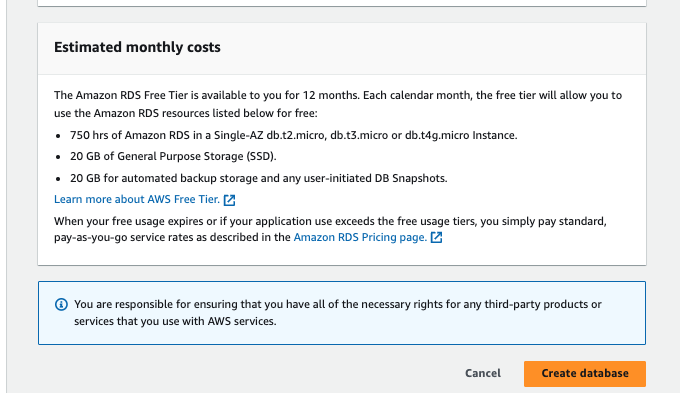 Estimated monthly costs
The Amazon RDS Free Tier is available to you for 12 months. Each calendar month, the free tier will allow you to
use the Amazon RDS resources listed below for free:
• 750 hrs of Amazon RDS in a Single-AZ db.t2.micro, db.t3.micro or db.t4g.micro Instance.
• 20 GB of General Purpose Storage (SSD).
• 20 GB for automated backup storage and any user-initiated DB Snapshots.
Learn more about AWS Free Tier.
When your free usage expires or if your application use exceeds the free usage tiers, you simply pay standard,
pay-as-you-go service rates as described in the Amazon RDS Pricing page.
You are responsible for ensuring that you have all of the necessary rights for any third-party products or
services that you use with AWS services.
Cancel Create database